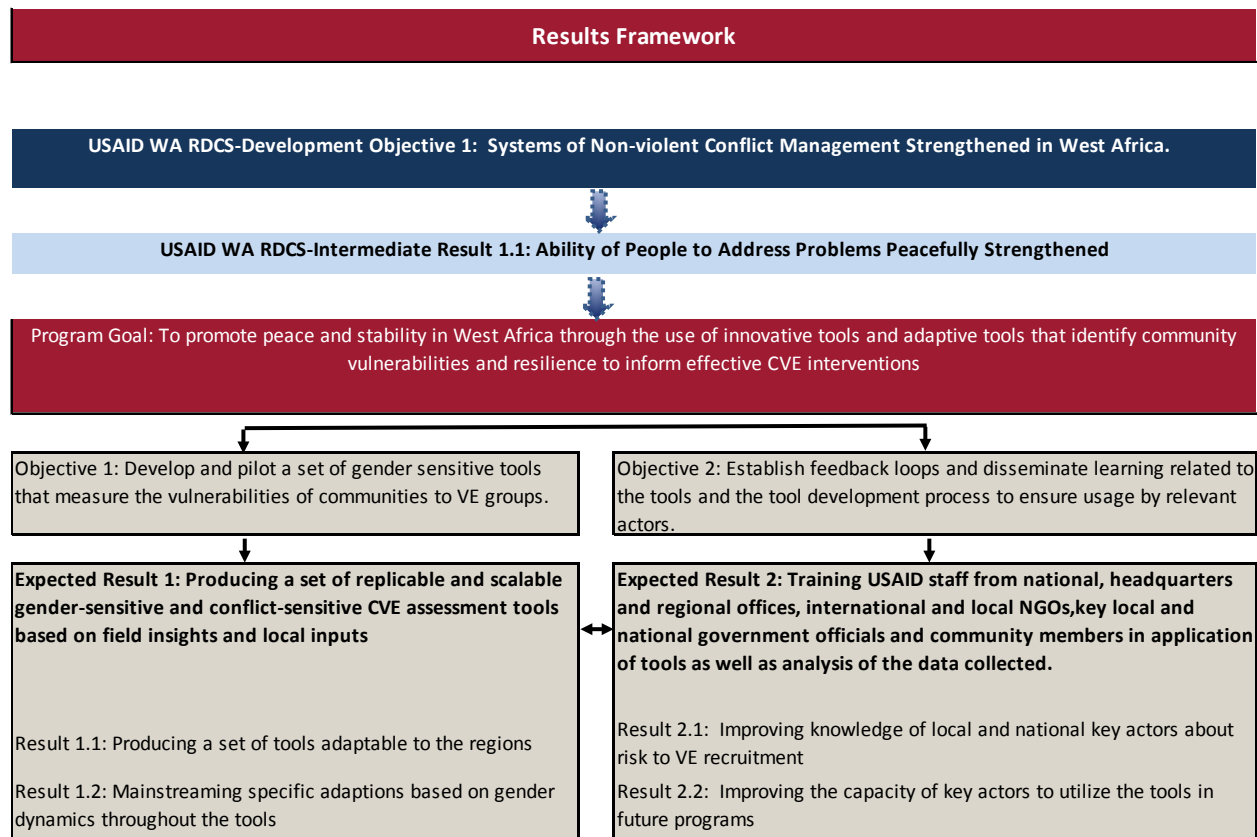 Results Framework
USAID WA RDCS-Development Objective 1:  Systems of Non-violent Conflict Management Strengthened in West Africa.
USAID WA RDCS-Intermediate Result 1.1: Ability of People to Address Problems Peacefully Strengthened
Program Goal: To promote peace and stability in West Africa through the use of innovative tools and adaptive tools that identify community
vulnerabilities and resilience to inform effective CVE interventions
Objective 1: Develop and pilot a set of gender sensitive tools
that measure the vulnerabilities of communities to VE groups.
Objective 2: Establish feedback loops and disseminate learning related to
the tools and the tool development process to ensure usage by relevant
actors.
Expected Result 1: Producing a set of replicable and scalable
gender-sensitive and conflict-sensitive CVE assessment tools
based on field insights and local inputs
Result 1.1: Producing a set of tools adaptable to the regions
Result 1.2: Mainstreaming specific adaptions based on gender
dynamics throughout the tools
Expected Result 2: Training USAID staff from national, headquarters
and regional offices, international and local NGOs,key local and
national government officials and community members in application
of tools as well as analysis of the data collected.
Result 2.1:  Improving knowledge of local and national key actors about
risk to VE recruitment
Result 2.2:  Improving the capacity of key actors to utilize the tools in
future programs